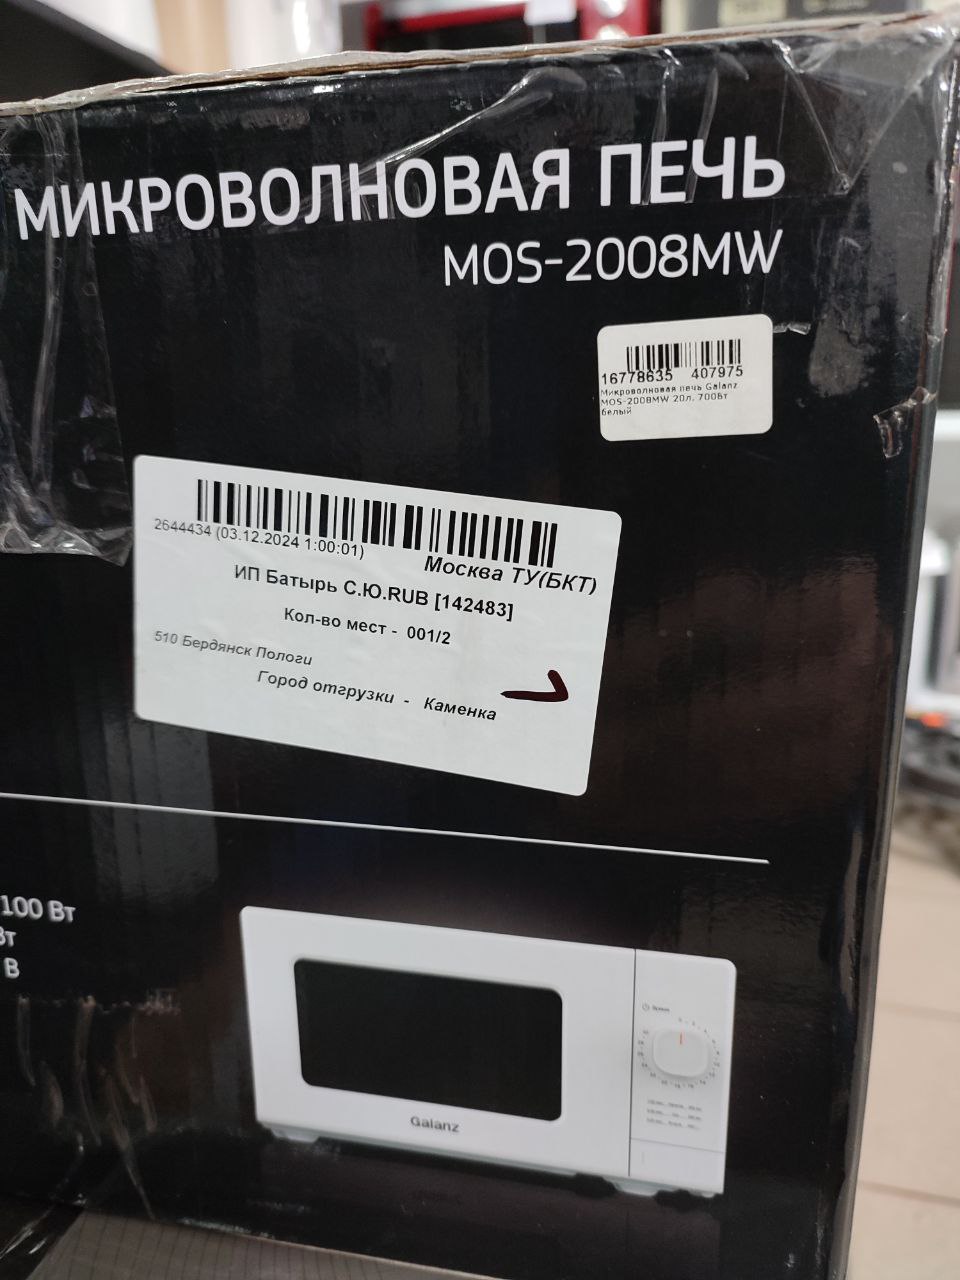 МИКРОВОЛНОВАЯ ПЕЧЬ
MOS-2008MW
16778635 407975
Микроволновая печь Galanz
MOS-2008MW 20л. 700Вт
белый
2644434 (03.12.2024 1:00:01)
Москва ТУ(БКТ)
ИП Батырь С.Ю.RUB [142483]
Кол-во мест - 001/2
510 Бердянск Пологи
Город отгрузки - Каменка
100 Вт
Вт
В
Galanz